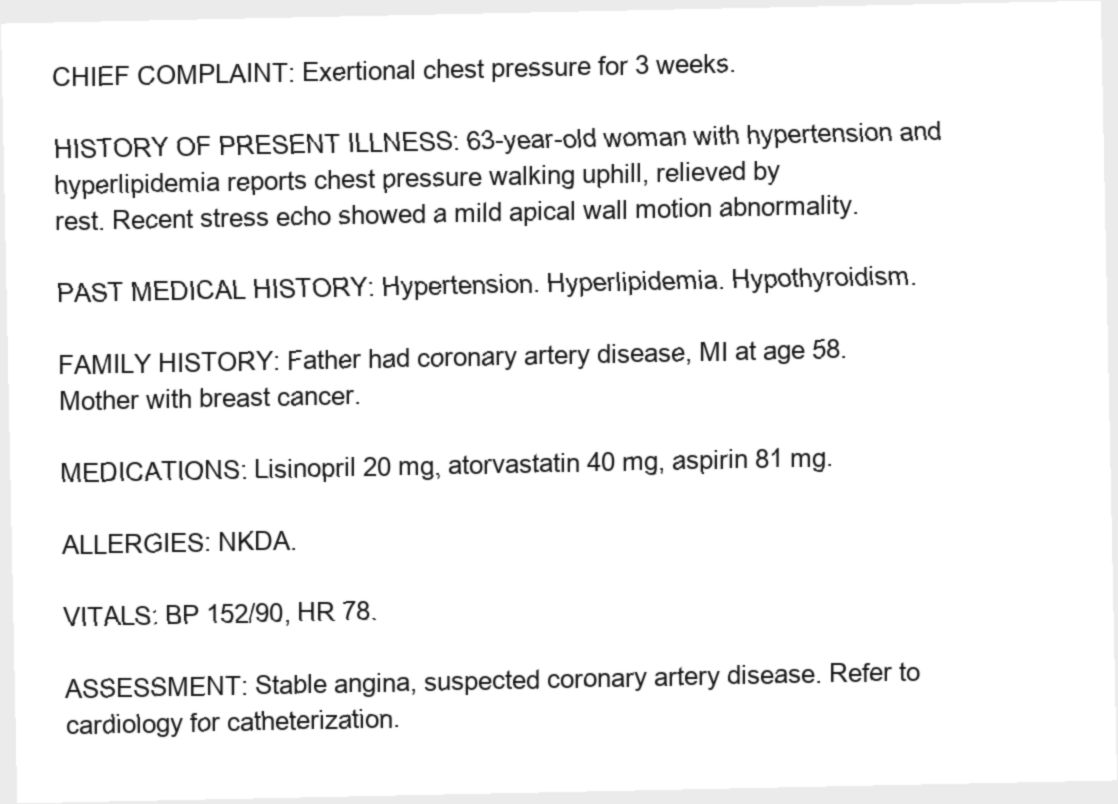 CHIEF COMPLAINT: Exertional chest pressure for 3 weeks.
HISTORY OF PRESENT ILLNESS: 63-year-old woman with hypertension and
hyperlipidemia reports chest pressure walking uphill, relieved by
rest. Recent stress echo showed a mild apical wall motion abnormality.
PAST MEDICAL HISTORY: Hypertension. Hyperlipidemia. Hypothyroidism.
FAMILY HISTORY: Father had coronary artery disease, MI at age 58.
Mother with breast cancer.
MEDICATIONS: Lisinopril 20 mg, atorvastatin 40 mg, aspirin 81 mg.
ALLERGIES: NKDA.
VITALS: BP 152/90, HR 78.
ASSESSMENT: Stable angina, suspected coronary artery disease. Refer to
cardiology for catheterization.